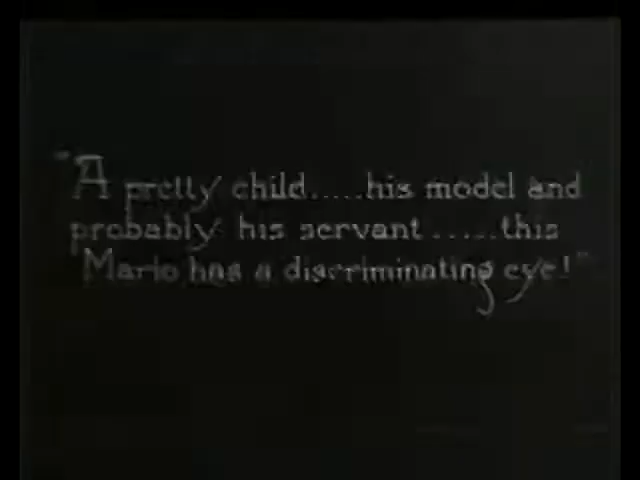 "A pretty child.....his model and
probably his servant.....this
Mario has a discriminating eye!"